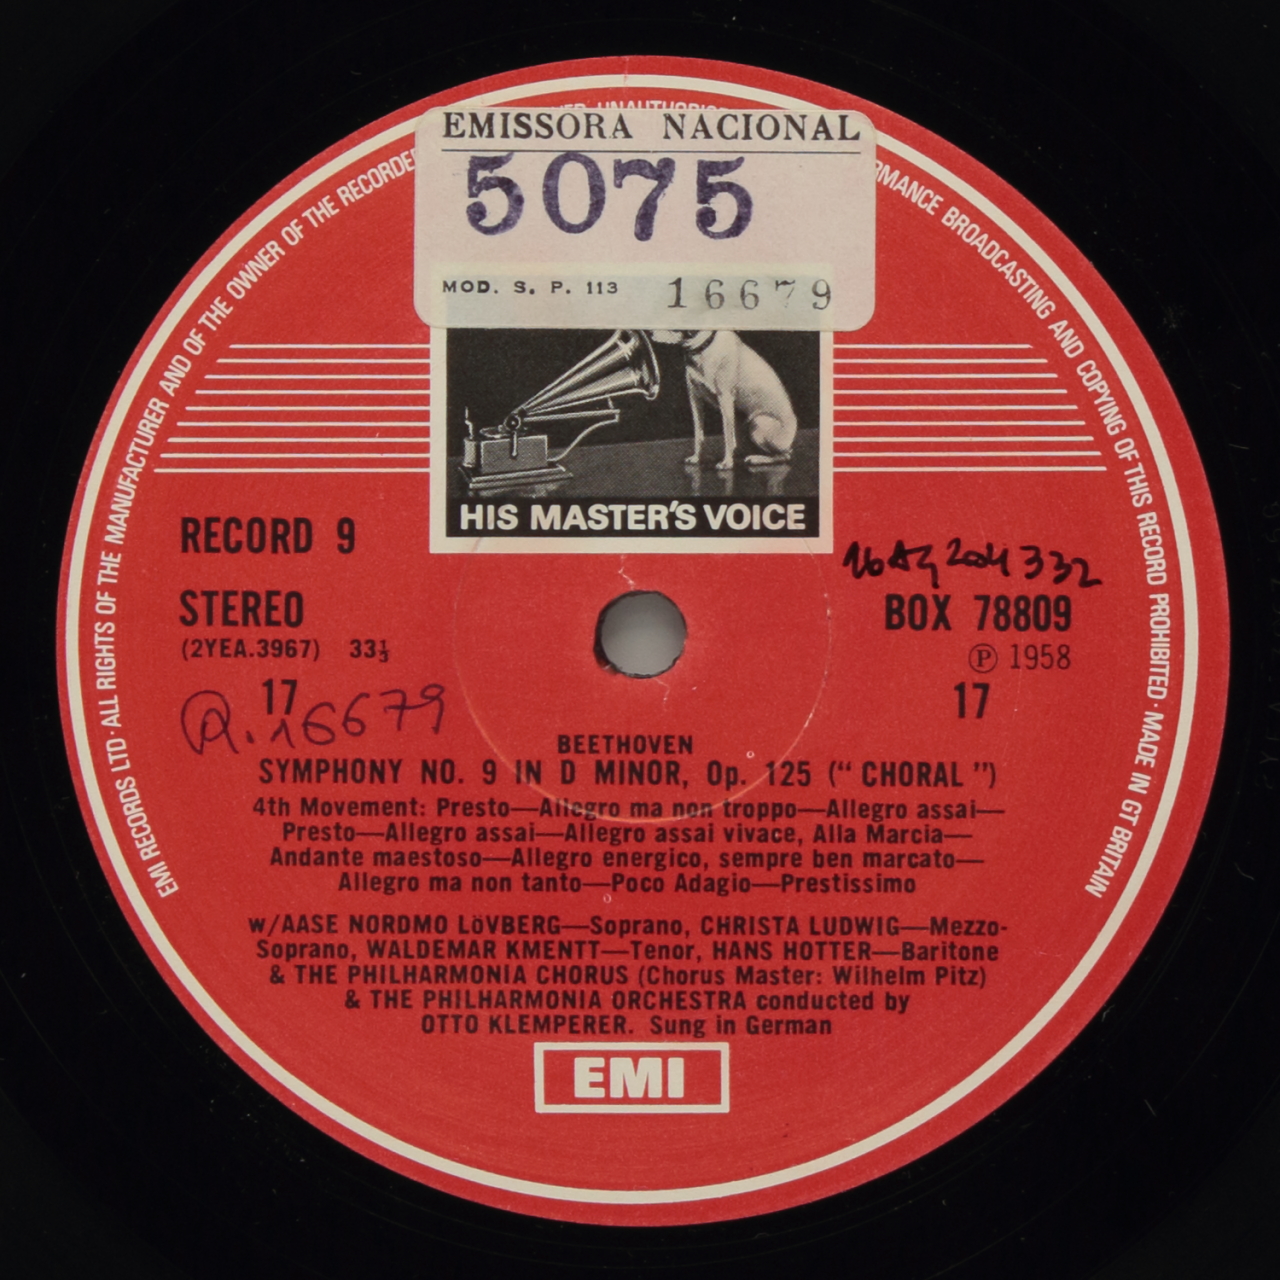 EMISSORA NACIONAL
5075
MOD. S. P. 113 16679
HIS MASTER'S VOICE
RECORD 9
STEREO
(2YEA.3967) 33⅓
17
R.16679
332
BOX 78809
℗ 1958
17
BEETHOVEN
SYMPHONY NO. 9 IN D MINOR, Op. 125 (“ CHORAL ”)
4th Movement: Presto—Allegro ma non troppo—Allegro assai—
Presto—Allegro assai—Allegro assai vivace, Alla Marcia—
Andante maestoso—Allegro energico, sempre ben marcato—
Allegro ma non tanto—Poco Adagio—Prestissimo
w/AASE NORDMO LöVBERG—Soprano, CHRISTA LUDWIG—Mezzo-
Soprano, WALDEMAR KMENTT—Tenor, HANS HOTTER—Baritone
& THE PHILHARMONIA CHORUS (Chorus Master: Wilhelm Pitz)
& THE PHILHARMONIA ORCHESTRA conducted by
OTTO KLEMPERER. Sung in German
EMI
EMI RECORDS LTD·ALL RIGHTS OF THE MANUFACTURER AND OF THE OWNER OF THE RECORDED BROADCASTING AND COPYING OF THIS RECORD PROHIBITED·MADE IN GT BRITAIN